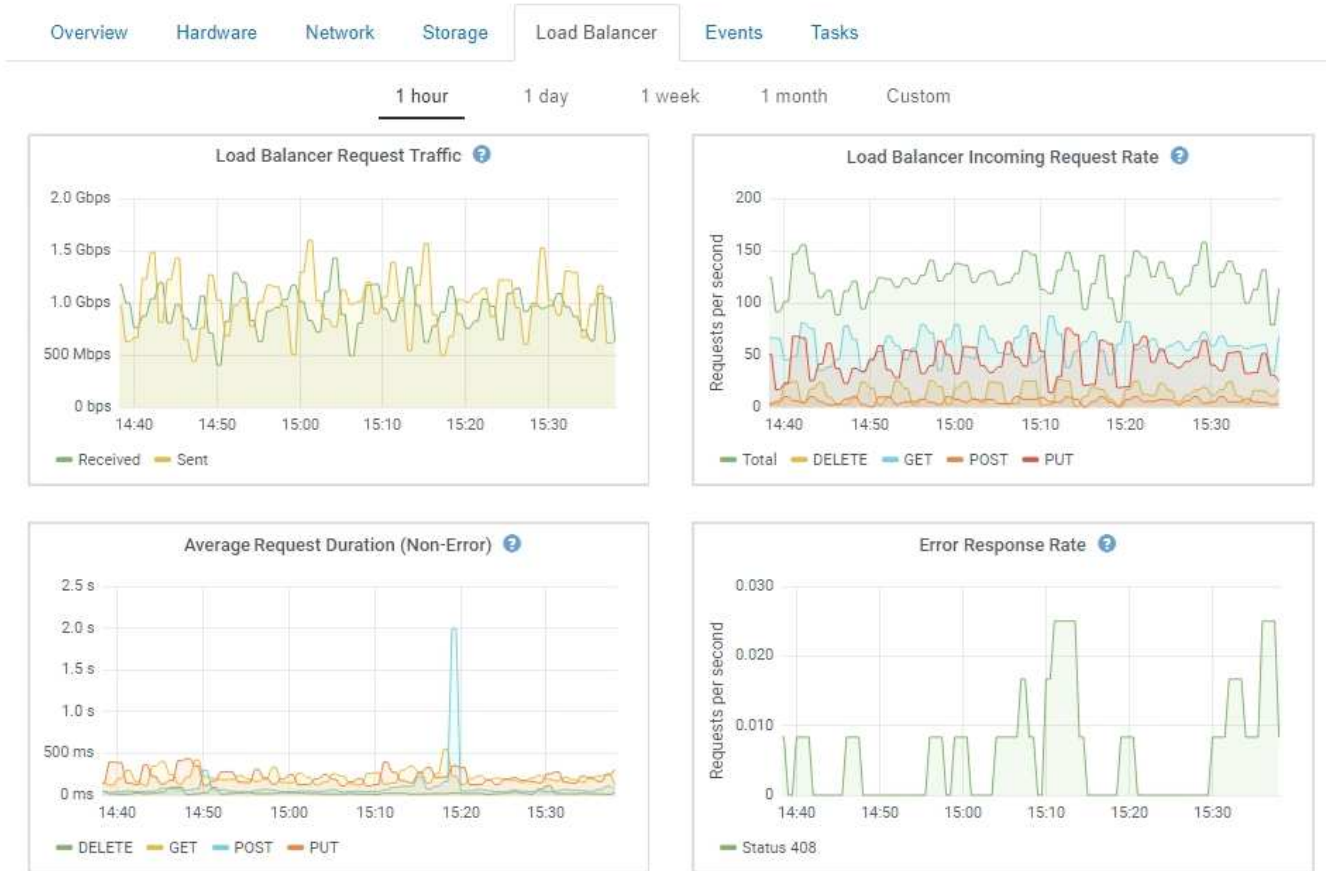 Overview Hardware Network Storage Load Balancer Events Tasks
1 hour 1 day 1 week 1 month Custom
Load Balancer Request Traffic ?
2.0 Gbps
1.5 Gbps
1.0 Gbps
500 Mbps
0 bps
14:40 14:50 15:00 15:10 15:20 15:30
Received Sent
Load Balancer Incoming Request Rate ?
Requests per second
200
150
100
50
0
14:40 14:50 15:00 15:10 15:20 15:30
Total DELETE GET POST PUT
Average Request Duration (Non-Error) ?
2.5 s
2.0 s
1.5 s
1.0 s
500 ms
0 ms
14:40 14:50 15:00 15:10 15:20 15:30
DELETE GET POST PUT
Error Response Rate ?
Requests per second
0.030
0.020
0.010
0
14:40 14:50 15:00 15:10 15:20 15:30
Status 408